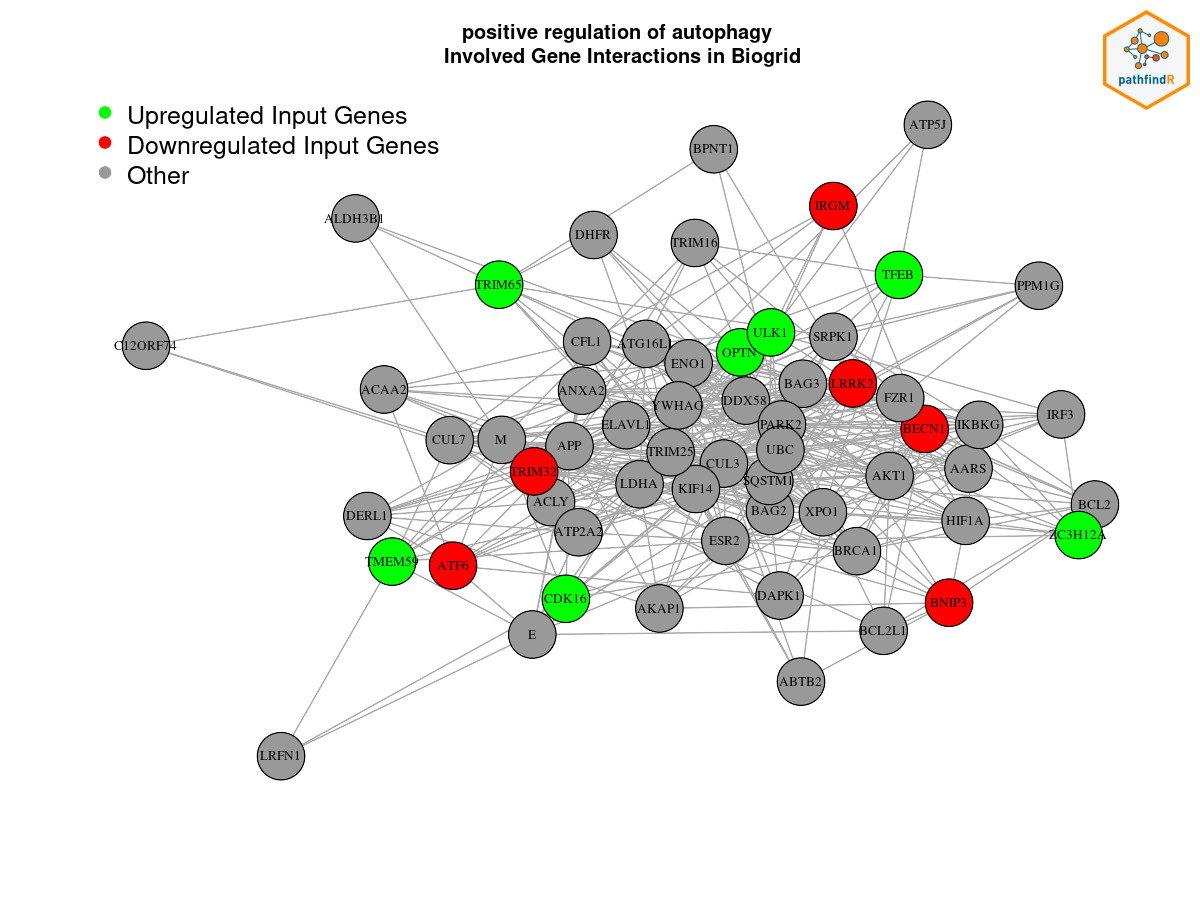 positive regulation of autophagy
Involved Gene Interactions in Biogrid
pathfindR
Upregulated Input Genes
Downregulated Input Genes
Other
ATP5J
BPNT1
IRGM
ALDH3B1
DHFR
TRIM16
TFEB
TRIM65
PPM1G
C12ORF74
CFL1
ATG16L1
ULK1
SRPK1
OPTN
ENO1
ACAA2
ANXA2
BAG3
LRRK2
FZR1
YWHAG
DDX58
IRF3
ELAVL1
PARK2
BECN1
IKBKG
CUL7
M
APP
TRIM25
UBC
TRIM32
CUL3
AARS
LDHA
KIF14
SQSTM1
AKT1
DERL1
ACLY
BAG2
XPO1
BCL2
HIF1A
ATP2A2
ESR2
ZC3H12A
TMEM59
ATF6
BRCA1
CDK16
AKAP1
DAPK1
BNIP3
E
BCL2L1
ABTB2
LRFN1